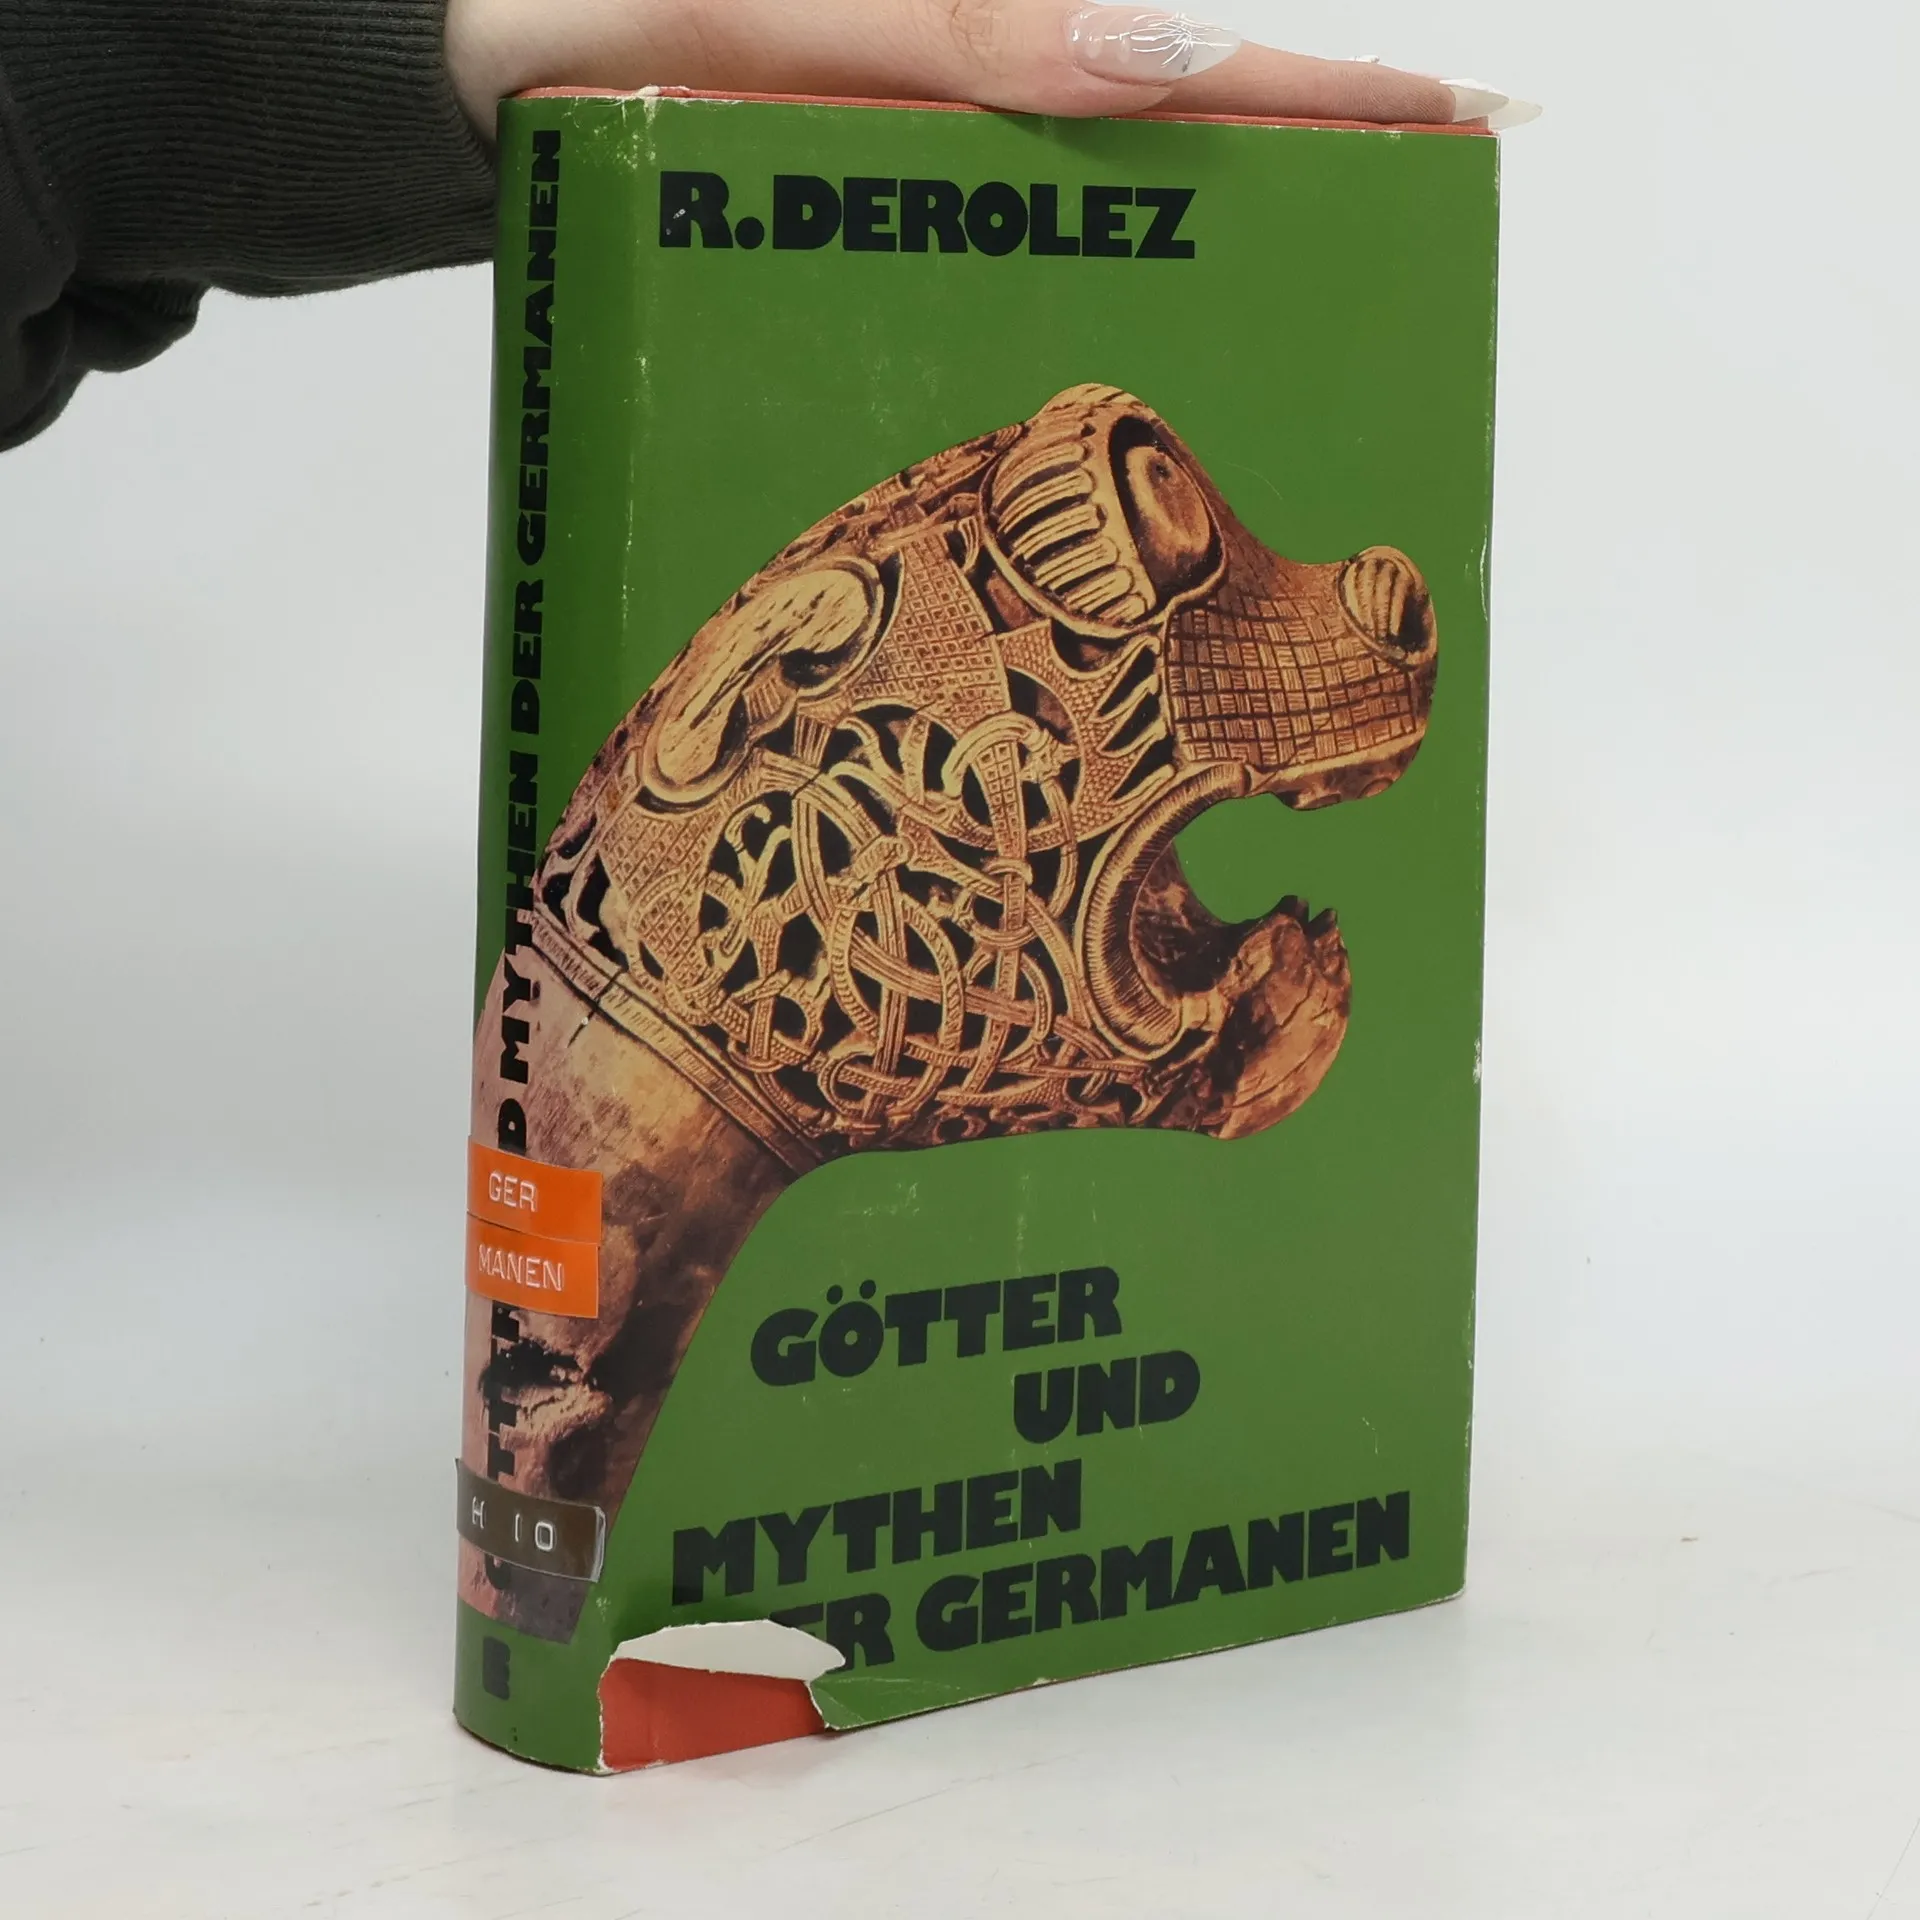 R. DEROLEZ
GÖTTER
UND
MYTHEN
ER GERMANEN
D MYTHEN DER GERMANEN
GER
MANEN
H 10